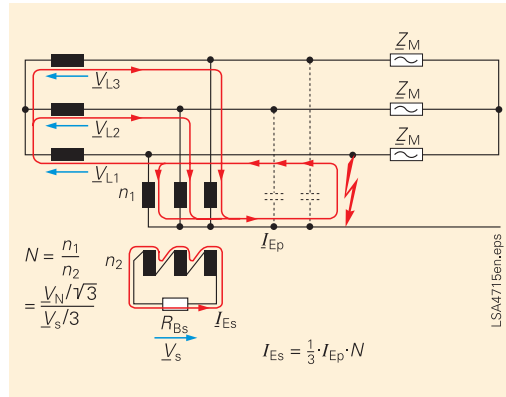 Z_M
V_L3
Z_M
V_L2
Z_M
V_L1
n_1
I_Ep
N = n_1/n_2
n_2
= (V_N/√3)/(V_s/3)
R_Bs
I_Es
V_s
I_Es = 1/3·I_Ep·N
LSA4715en.eps